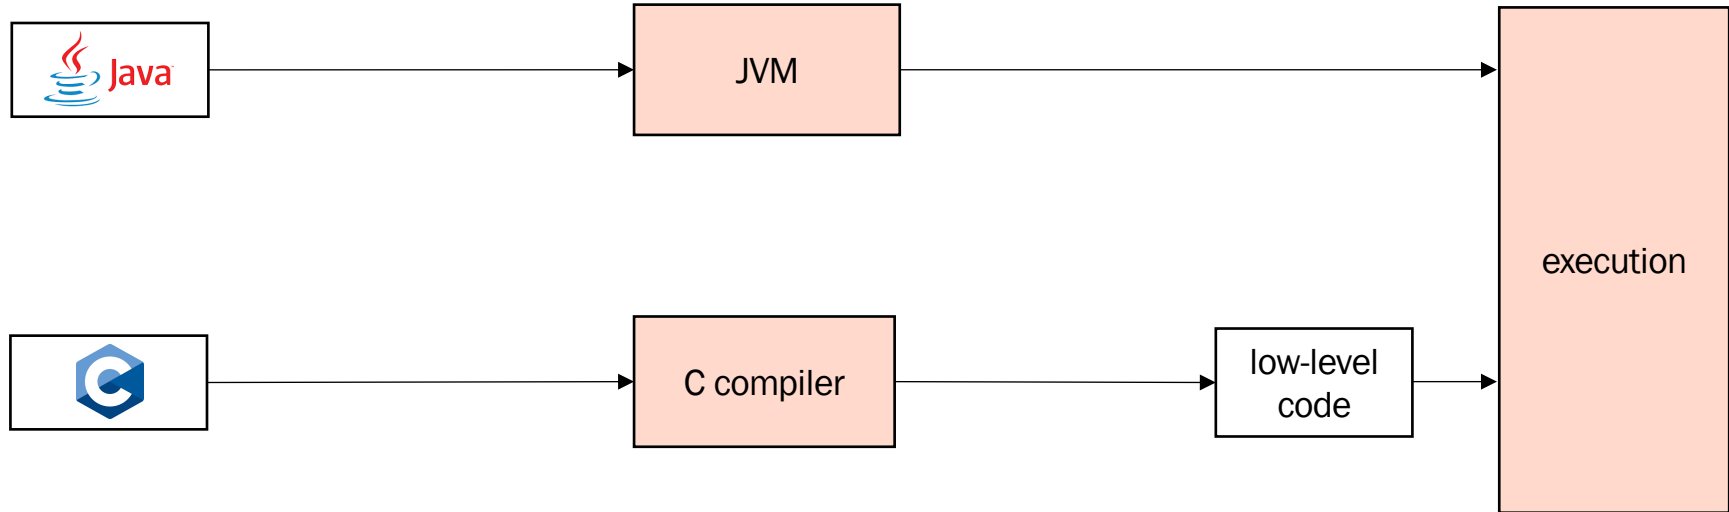 Java
JVM
execution
C
C compiler
low-level
code